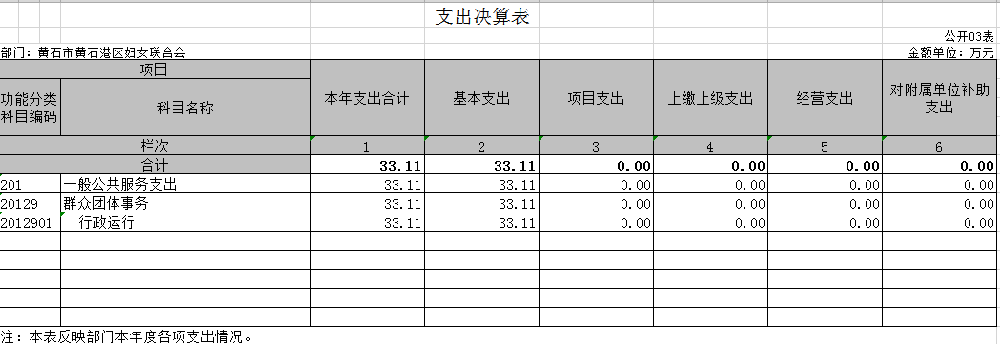 支出决算表
公开03表
部门：黄石市黄石港区妇女联合会 金额单位：万元
项目 本年支出合计 基本支出 项目支出 上缴上级支出 经营支出 对附属单位补助支出
功能分类科目编码 科目名称
栏次 1 2 3 4 5 6
合计 33.11 33.11 0.00 0.00 0.00 0.00
201 一般公共服务支出 33.11 33.11 0.00 0.00 0.00 0.00
20129 群众团体事务 33.11 33.11 0.00 0.00 0.00 0.00
2012901 行政运行 33.11 33.11 0.00 0.00 0.00 0.00
注：本表反映部门本年度各项支出情况。